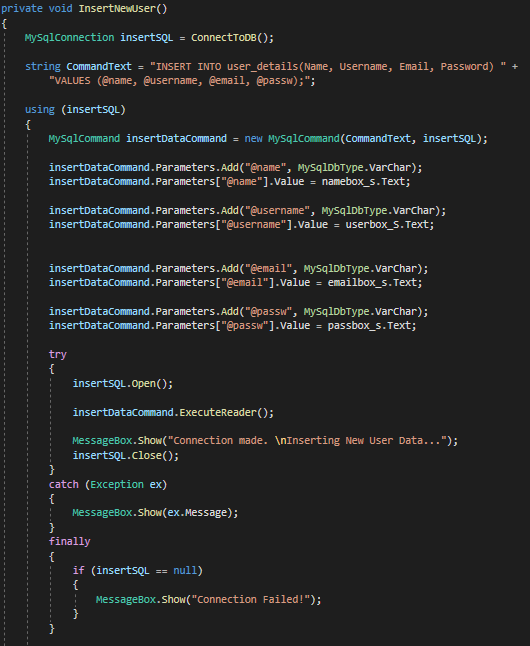 private void InsertNewUser()
{
MySqlConnection insertSQL = ConnectToDB();
string CommandText = "INSERT INTO user_details(Name, Username, Email, Password) " +
"VALUES (@name, @username, @email, @passw);";
using (insertSQL)
{
MySqlCommand insertDataCommand = new MySqlCommand(CommandText, insertSQL);
insertDataCommand.Parameters.Add("@name", MySqlDbType.VarChar);
insertDataCommand.Parameters["@name"].Value = namebox_s.Text;
insertDataCommand.Parameters.Add("@username", MySqlDbType.VarChar);
insertDataCommand.Parameters["@username"].Value = userbox_S.Text;
insertDataCommand.Parameters.Add("@email", MySqlDbType.VarChar);
insertDataCommand.Parameters["@email"].Value = emailbox_s.Text;
insertDataCommand.Parameters.Add("@passw", MySqlDbType.VarChar);
insertDataCommand.Parameters["@passw"].Value = passbox_s.Text;
try
{
insertSQL.Open();
insertDataCommand.ExecuteReader();
MessageBox.Show("Connection made. \nInserting New User Data...");
insertSQL.Close();
}
catch (Exception ex)
{
MessageBox.Show(ex.Message);
}
finally
{
if (insertSQL == null)
{
MessageBox.Show("Connection Failed!");
}
}